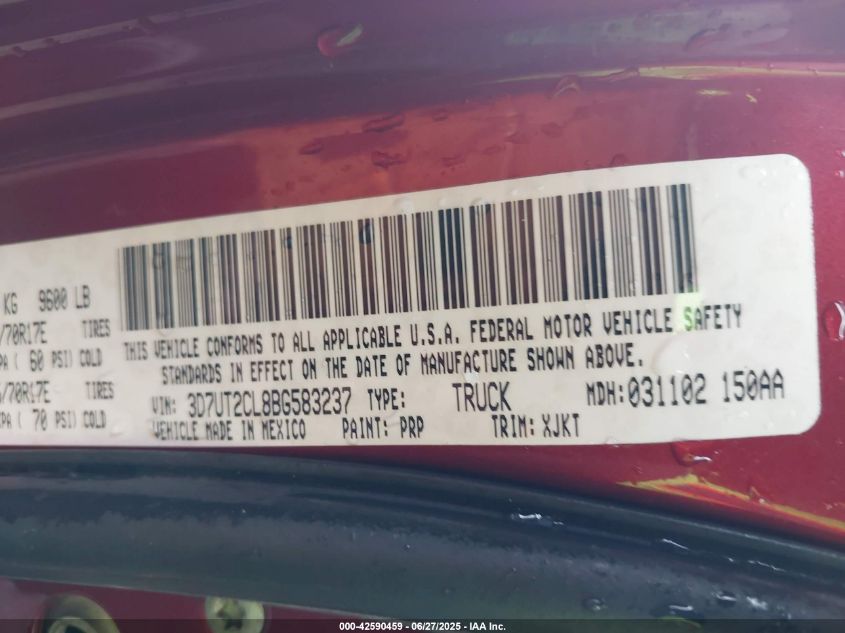 KG 9600 LB
/70R17E TIRES
PA ( 60 PSI) COLD
/70R17E TIRES
PA ( 70 PSI) COLD
THIS VEHICLE CONFORMS TO ALL APPLICABLE U.S.A. FEDERAL MOTOR VEHICLE SAFETY
STANDARDS IN EFFECT ON THE DATE OF MANUFACTURE SHOWN ABOVE.
VIN: 3D7UT2CL8BG583237 TYPE: TRUCK MDH:031102 150AA
VEHICLE MADE IN MEXICO PAINT: PRP TRIM: XJKT
000-42590459 - 06/27/2025 - IAA Inc.